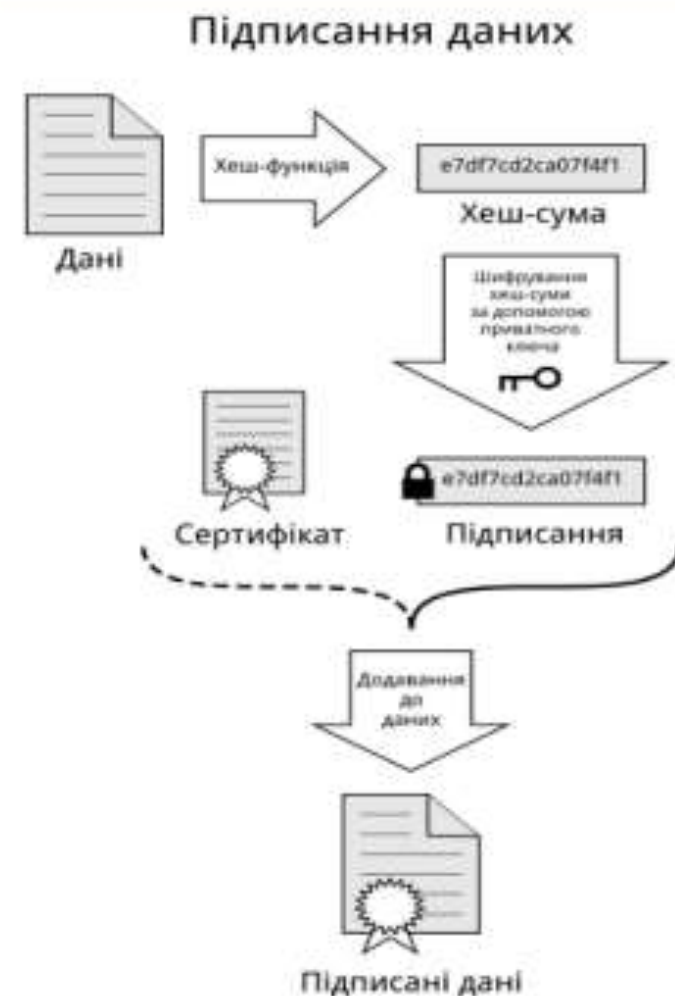 Підписання даних
Хеш-функція
e7df7cd2ca07f4f1
Хеш-сума
Дані
Шифрування
хеш-суми
за допомогою
приватного
ключа
e7df7cd2ca07f4f1
Сертифікат
Підписання
Додавання
до
даних
Підписані дані